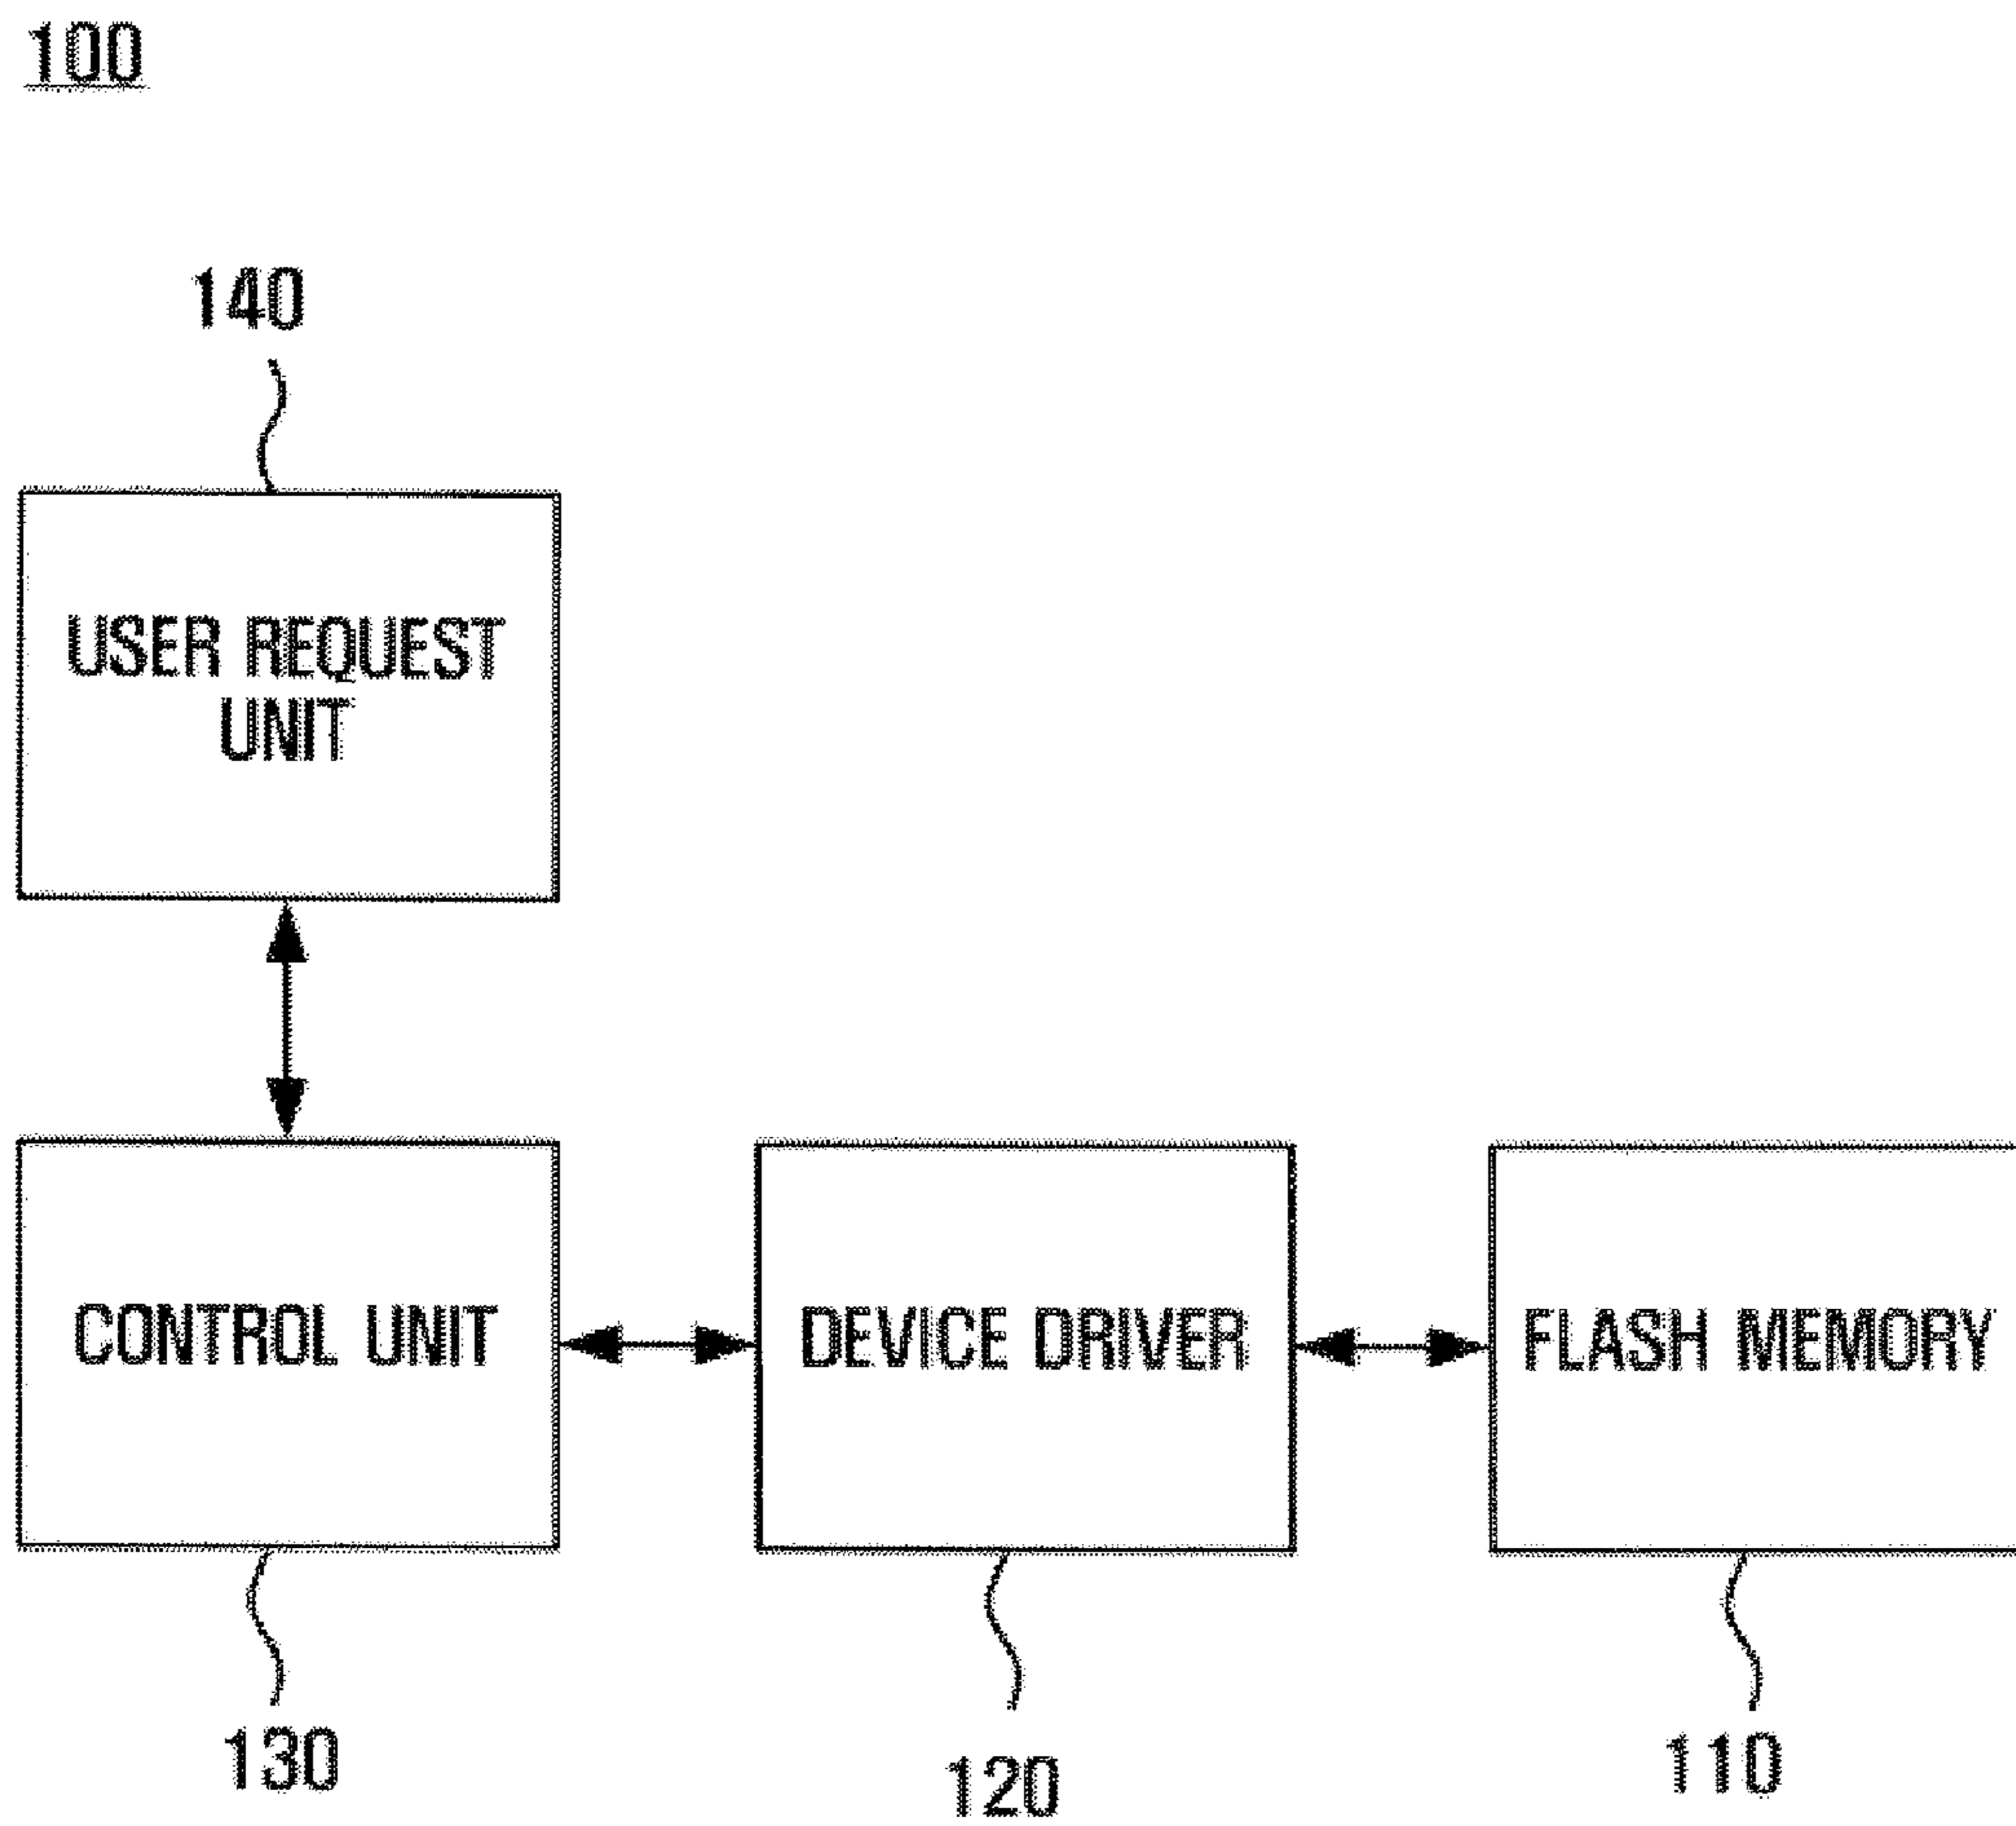 100
140
USER REQUEST
UNIT
CONTROL UNIT
DEVICE DRIVER
FLASH MEMORY
130
120
110